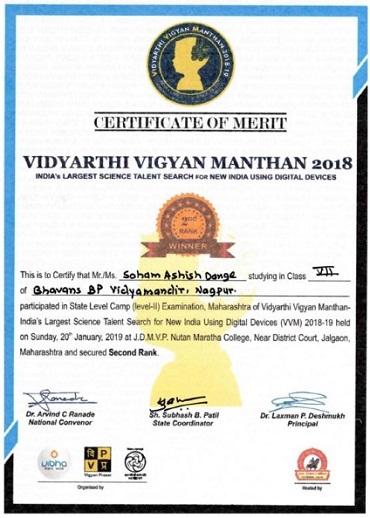 VIDYARTHI VIGYAN MANTHAN 2018-19
CERTIFICATE OF MERIT
VIDYARTHI VIGYAN MANTHAN 2018
INDIA's LARGEST SCIENCE TALENT SEARCH FOR NEW INDIA USING DIGITAL DEVICES
2nd
RANK
WINNER
This is to Certify that Mr./Ms. Soham Ashish Dange studying in Class VII
of Bhavans BP Vidyamandir, Nagpur.
participated in State Level Camp (level-II) Examination, Maharashtra of Vidyarthi Vigyan Manthan-
India's Largest Science Talent Search for New India Using Digital Devices (VVM) 2018-19 held
on Sunday, 20th January, 2019 at J.D.M.V.P. Nutan Maratha College, Near District Court, Jalgaon,
Maharashtra and secured Second Rank.
Dr. Arvind C Ranade
National Convenor
Sh. Subhash B. Patil
State Coordinator
Dr. Laxman P. Deshmukh
Principal
vibha
वि
P
प्र
Vigyan Prasar
Organised by
Hosted by